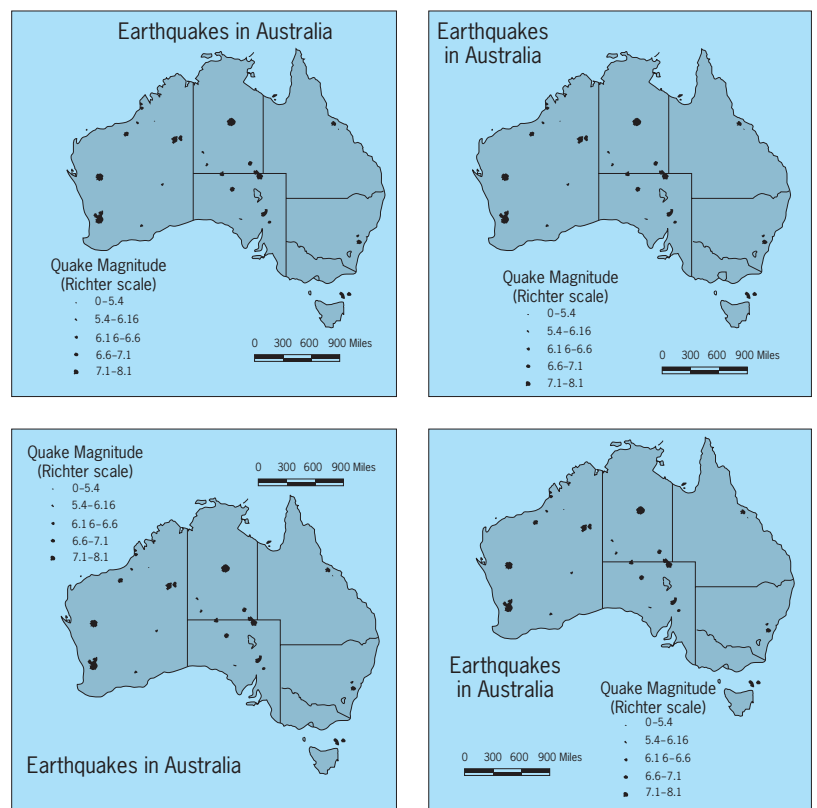 Earthquakes in Australia
Quake Magnitude
(Richter scale)
0–5.4
5.4–6.16
6.1 6–6.6
6.6–7.1
7.1–8.1
0 300 600 900 Miles
Earthquakes
in Australia
Quake Magnitude
(Richter scale)
0–5.4
5.4–6.16
6.1 6–6.6
6.6–7.1
7.1–8.1
0 300 600 900 Miles
Quake Magnitude
(Richter scale)
0–5.4
5.4–6.16
6.1 6–6.6
6.6–7.1
7.1–8.1
0 300 600 900 Miles
Earthquakes in Australia
Earthquakes
in Australia
Quake Magnitude
(Richter scale)
0–5.4
5.4–6.16
6.1 6–6.6
6.6–7.1
7.1–8.1
0 300 600 900 Miles